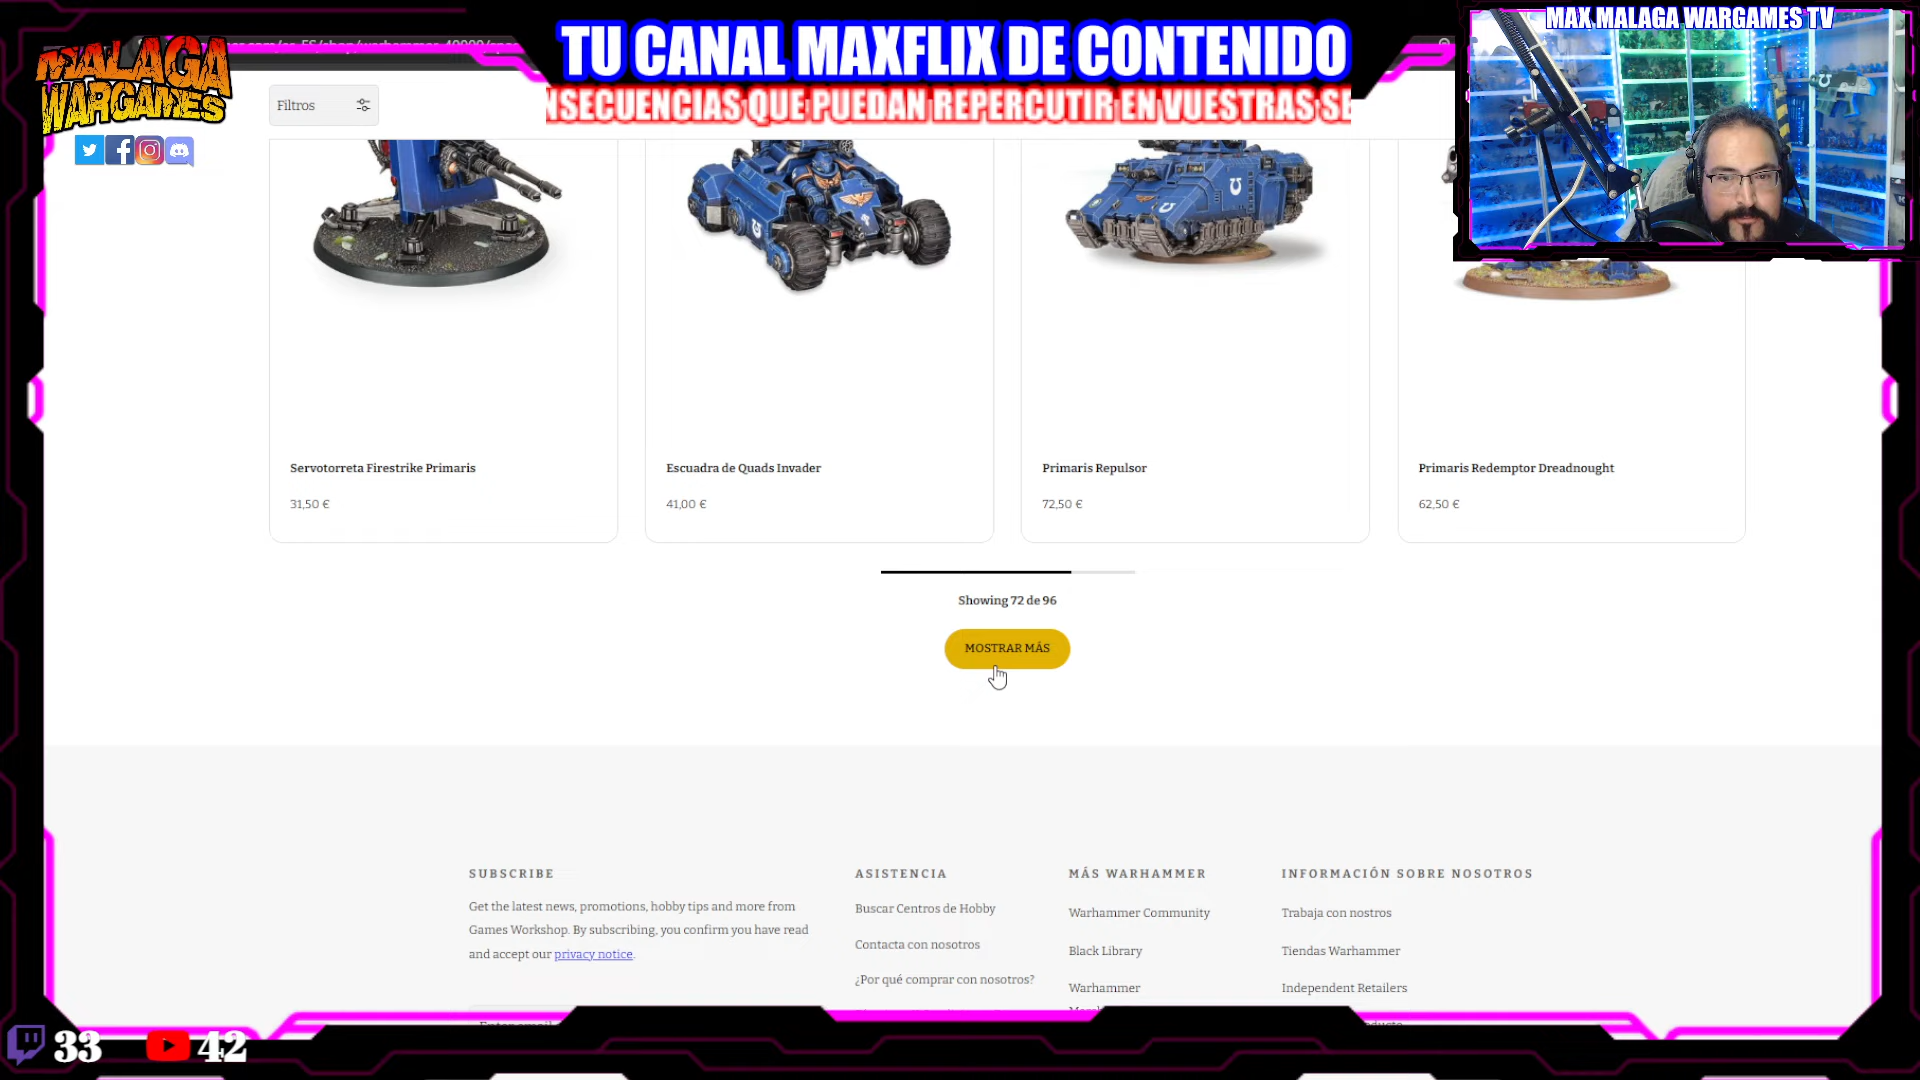 MAX MALAGA WARGAMES TV
TU CANAL MAXFLIX DE CONTENIDO
NSECUENCIAS QUE PUEDAN REPERCUTIR EN VUESTRAS SE
MALAGA
WARGAMES
Filtros
Servotorreta Firestrike Primaris
31,50 €
Escuadra de Quads Invader
41,00 €
Primaris Repulsor
72,50 €
Primaris Redemptor Dreadnought
62,50 €
Showing 72 de 96
MOSTRAR MÁS
SUBSCRIBE
Get the latest news, promotions, hobby tips and more from
Games Workshop. By subscribing, you confirm you have read
and accept our privacy notice.
ASISTENCIA
Buscar Centros de Hobby
Contacta con nosotros
¿Por qué comprar con nosotros?
MÁS WARHAMMER
Warhammer Community
Black Library
Warhammer
INFORMACIÓN SOBRE NOSOTROS
Trabaja con nostros
Tiendas Warhammer
Independent Retailers
33
42